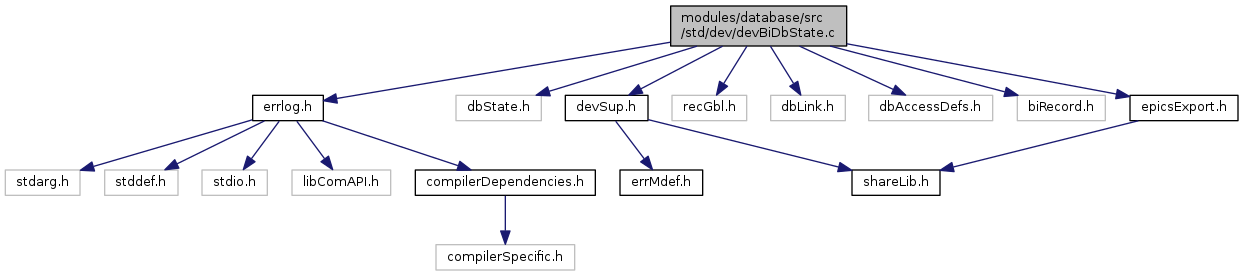 modules/database/src
/std/dev/devBiDbState.c
errlog.h
dbState.h
devSup.h
recGbl.h
dbLink.h
dbAccessDefs.h
biRecord.h
epicsExport.h
stdarg.h
stddef.h
stdio.h
libComAPI.h
compilerDependencies.h
errMdef.h
shareLib.h
compilerSpecific.h